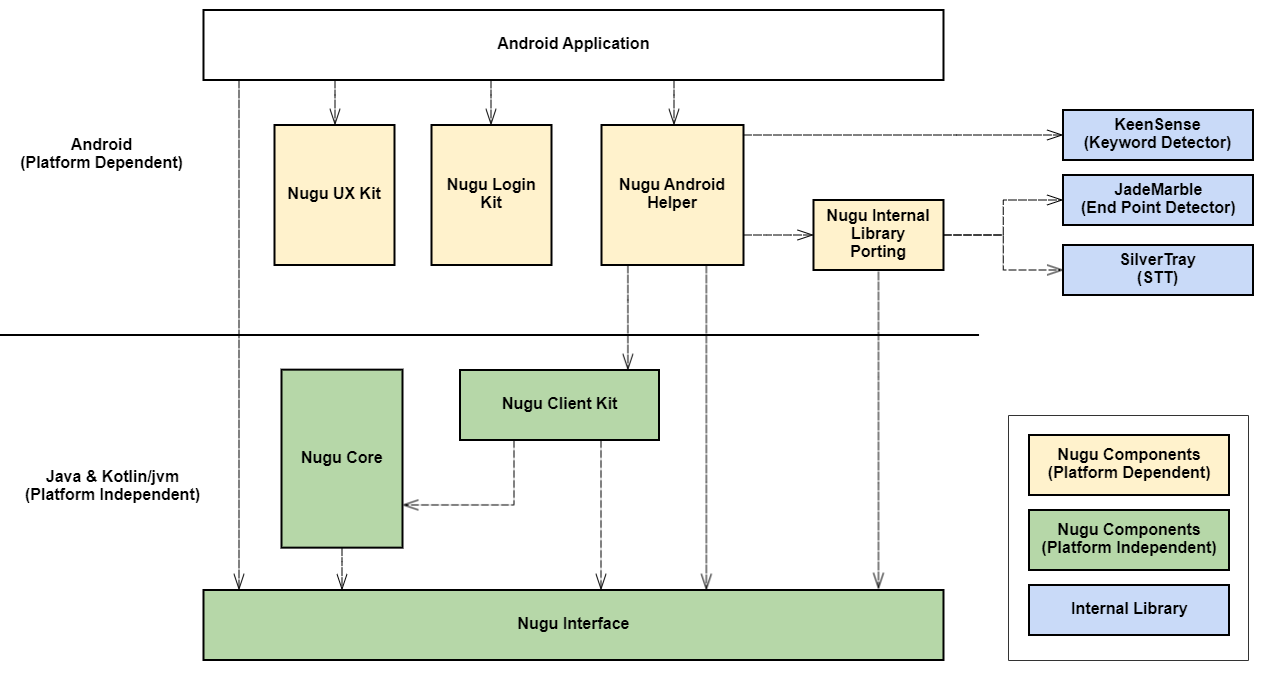 Android Application
Android
(Platform Dependent)
Nugu UX Kit
Nugu Login
Kit
Nugu Android
Helper
Nugu Internal
Library
Porting
KeenSense
(Keyword Detector)
JadeMarble
(End Point Detector)
SilverTray
(STT)
Java & Kotlin/jvm
(Platform Independent)
Nugu Core
Nugu Client Kit
Nugu Interface
Nugu Components
(Platform Dependent)
Nugu Components
(Platform Independent)
Internal Library